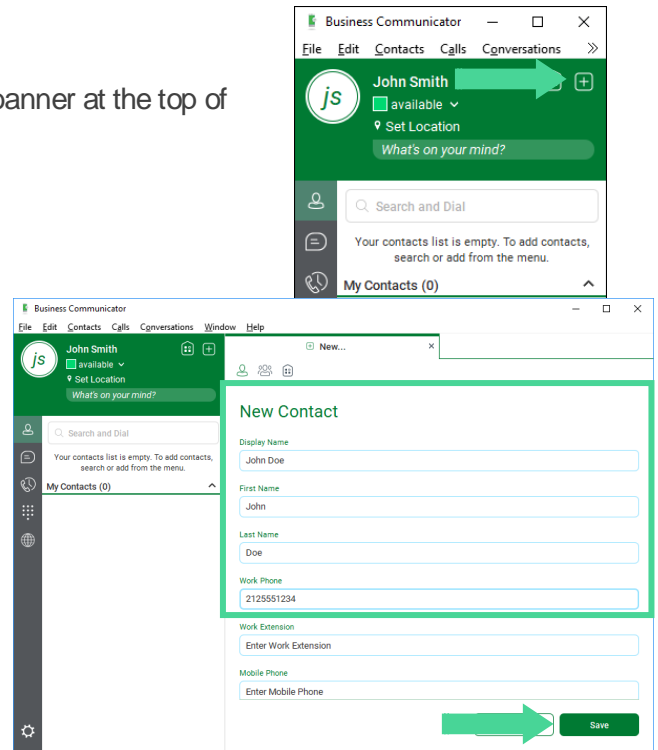 Business Communicator
File Edit Contacts Calls Conversations
banner at the top of
js
John Smith
available
Set Location
What's on your mind?
Search and Dial
Your contacts list is empty. To add contacts,
search or add from the menu.
My Contacts (0)
Business Communicator
File Edit Contacts Calls Conversations Window Help
js
John Smith
available
Set Location
What's on your mind?
Search and Dial
Your contacts list is empty. To add contacts,
search or add from the menu.
My Contacts (0)
New...
New Contact
Display Name
John Doe
First Name
John
Last Name
Doe
Work Phone
2125551234
Work Extension
Enter Work Extension
Mobile Phone
Enter Mobile Phone
Save